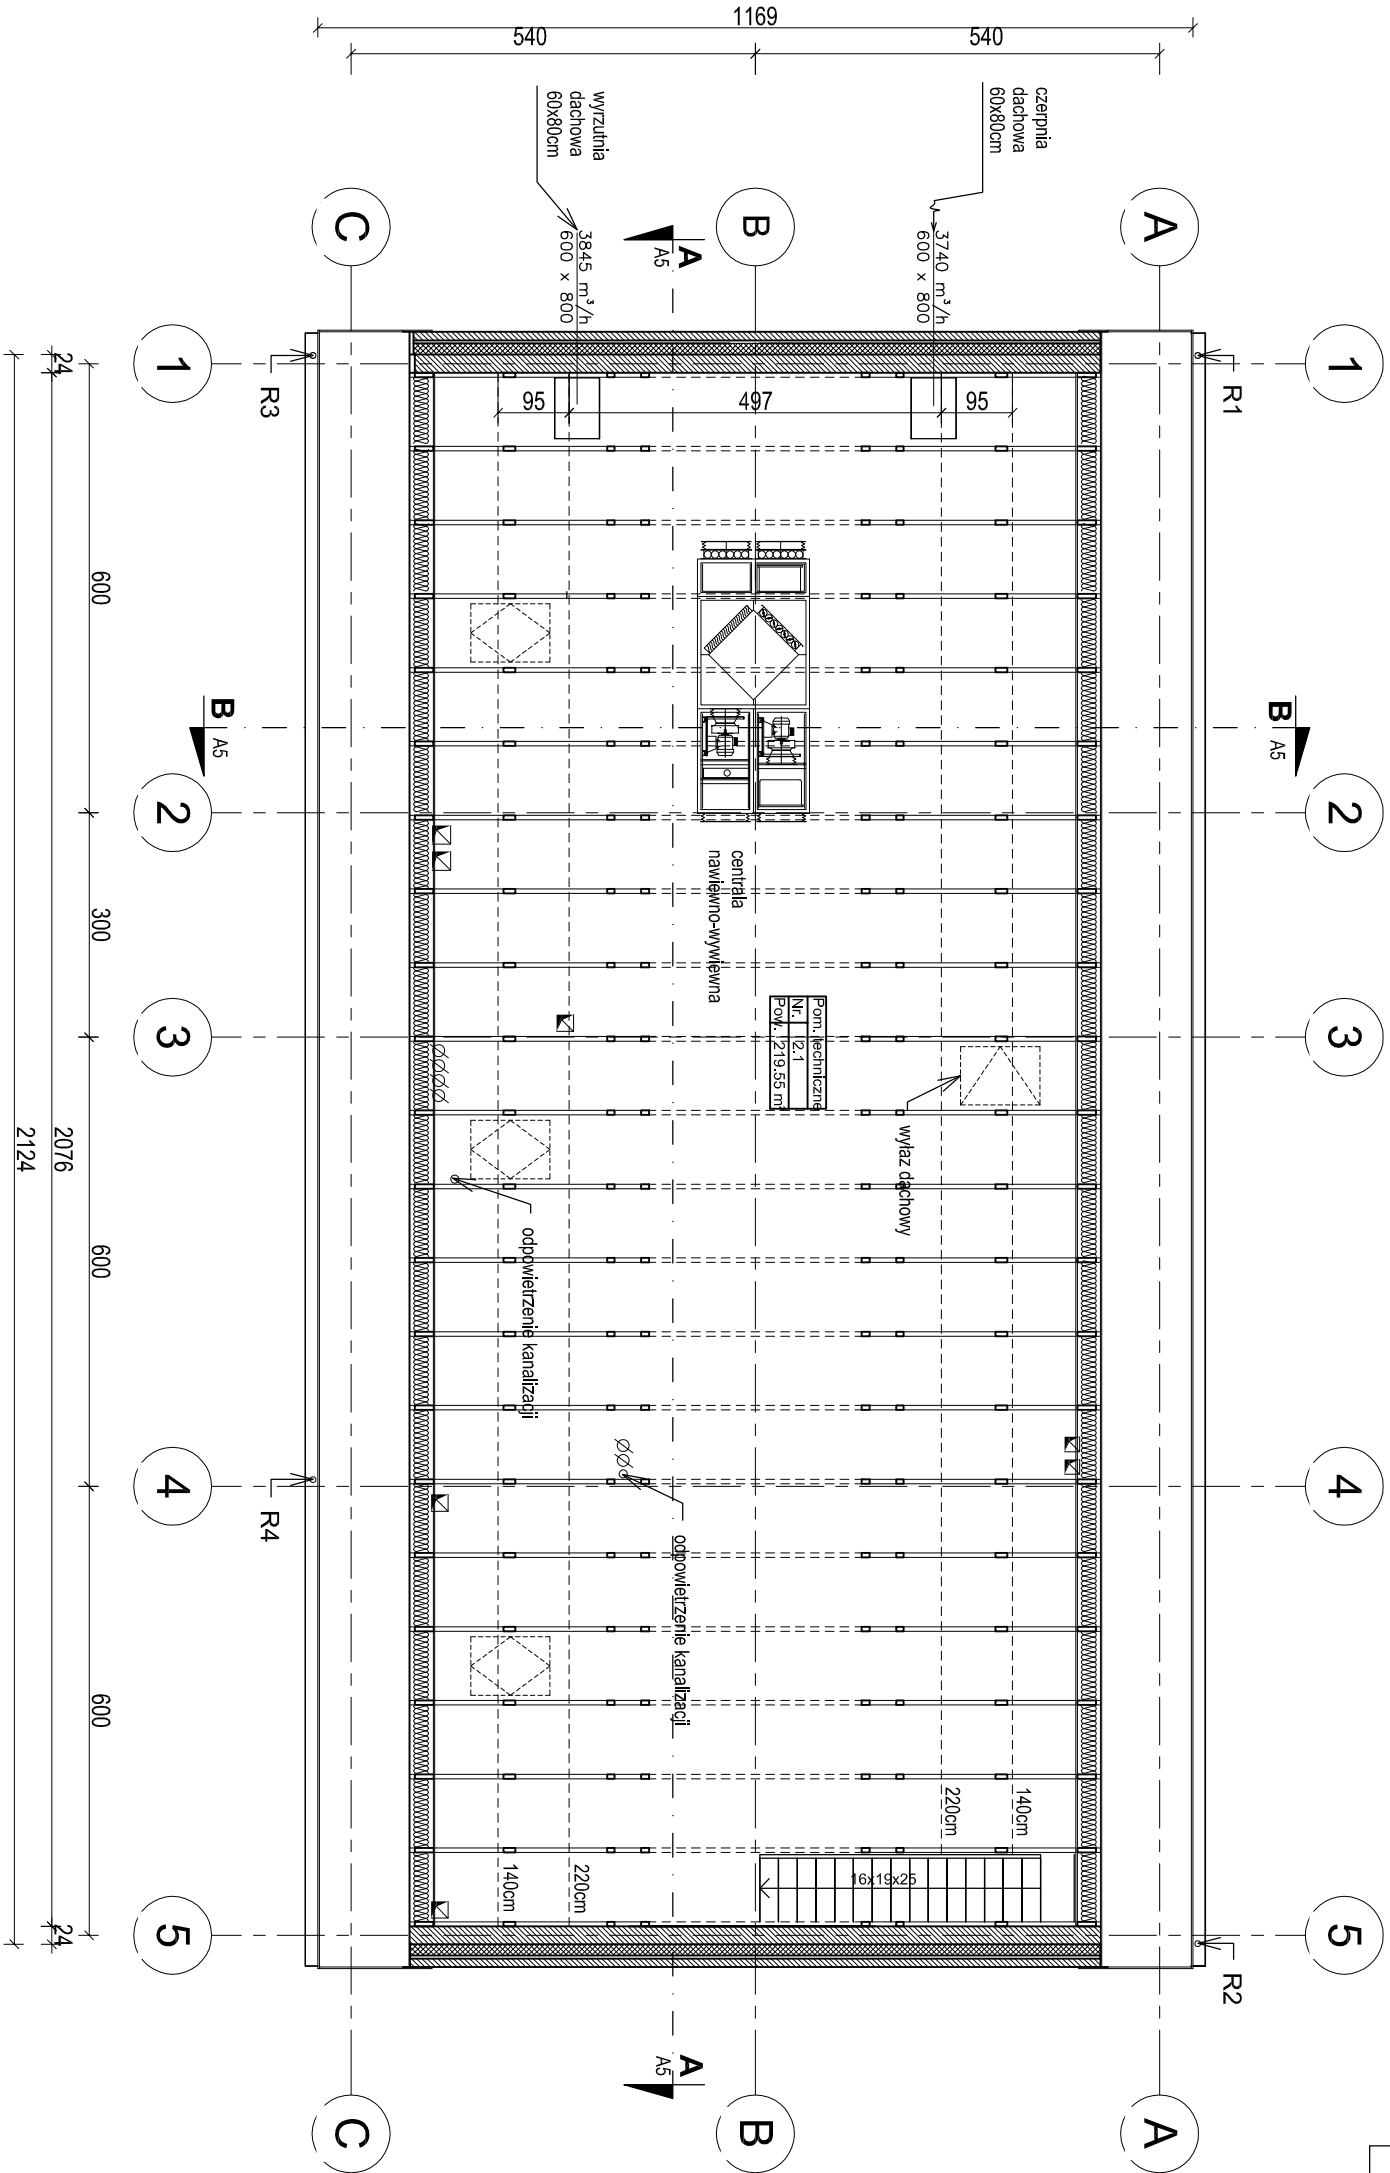 1169
540
540
czerpnia
dachowa
60x80cm
wyrzutnia
dachowa
60x80cm
C
B
A
3845 m³/h
600 x 800
3740 m³/h
600 x 800
A
A5
1
1
24
R3
R1
95
497
95
600
B
A5
B
A5
2
2
centrala
nawiewno-wywiewna
300
Pom. techniczne
Nr. 2.1
Pow. 219.55 m²
3
3
wyłaz dachowy
2076
2124
600
odpowietrzenie kanalizacji
4
4
R4
odpowietrzenie kanalizacji
600
140cm
220cm
220cm
140cm
16x19x25
5
5
24
R2
A
A5
C
B
A